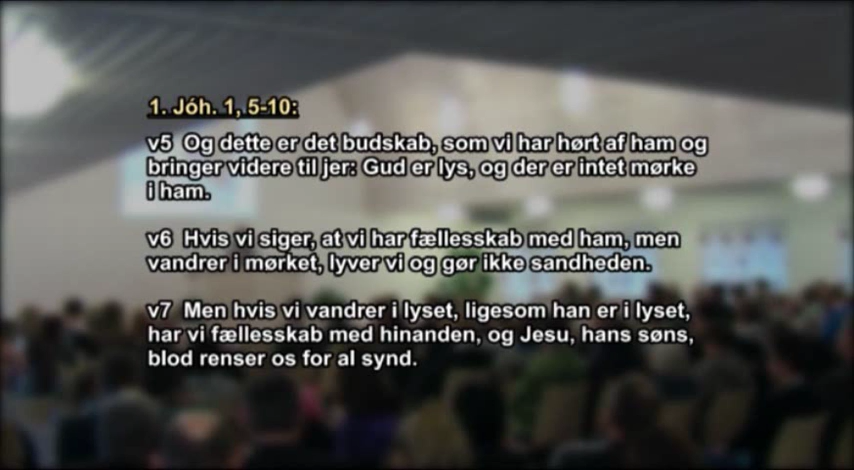 1. Jóh. 1, 5-10:
v5 Og dette er det budskab, som vi har hørt af ham og
bringer videre til jer: Gud er lys, og der er intet mørke
i ham.
v6 Hvis vi siger, at vi har fællesskab med ham, men
vandrer i mørket, lyver vi og gør ikke sandheden.
v7 Men hvis vi vandrer i lyset, ligesom han er i lyset,
har vi fællesskab med hinanden, og Jesu, hans søns,
blod renser os for al synd.